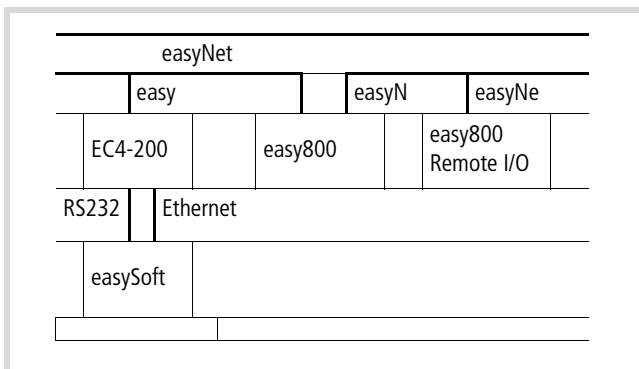 easyNet
easy easyN easyNe
EC4-200 easy800 easy800
Remote I/O
RS232 Ethernet
easySoft